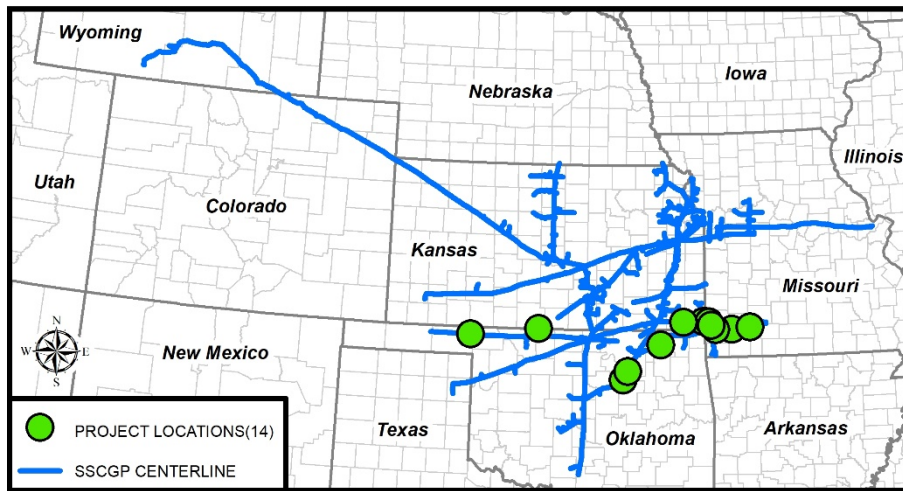 Wyoming
Nebraska
Iowa
Illinois
Utah
Colorado
Kansas
Missouri
N
W E
S
New Mexico
Texas
Oklahoma
Arkansas
PROJECT LOCATIONS(14)
SSCGP CENTERLINE